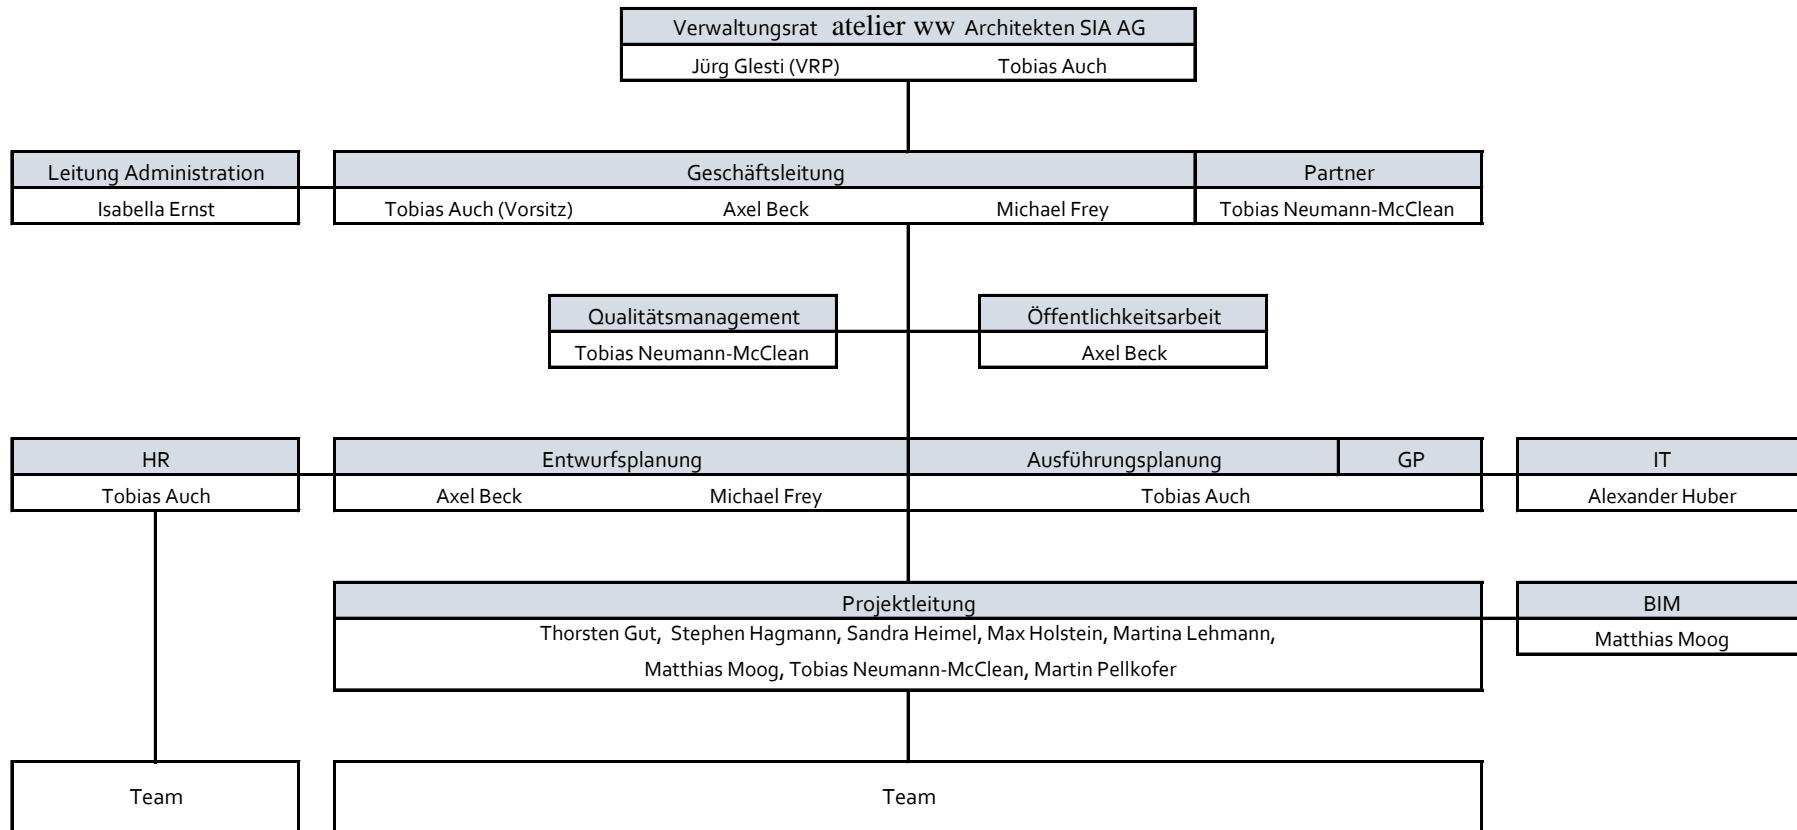 Verwaltungsrat atelier ww Architekten SIA AG
Jürg Glesti (VRP) Tobias Auch
Leitung Administration Geschäftsleitung Partner
Isabella Ernst Tobias Auch (Vorsitz) Axel Beck Michael Frey Tobias Neumann-McClean
Qualitätsmanagement Öffentlichkeitsarbeit
Tobias Neumann-McClean Axel Beck
HR Entwurfsplanung Ausführungsplanung GP IT
Tobias Auch Axel Beck Michael Frey Tobias Auch Alexander Huber
Projektleitung BIM
Thorsten Gut, Stephen Hagmann, Sandra Heimel, Max Holstein, Martina Lehmann,
Matthias Moog
Matthias Moog, Tobias Neumann-McClean, Martin Pellkofer
Team Team